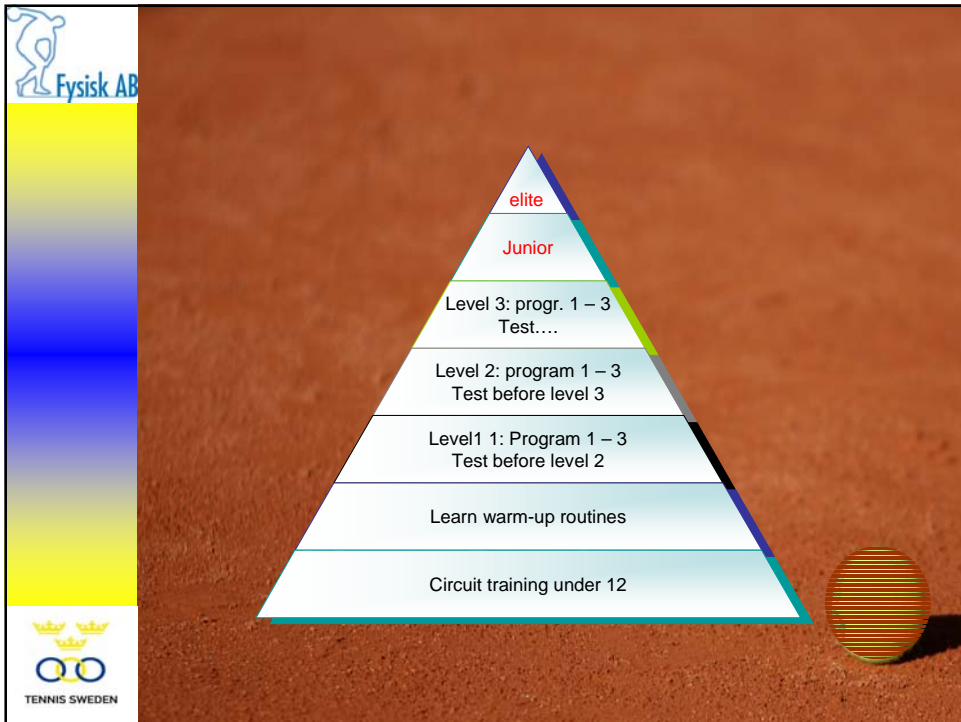 Fysisk AB
elite
Junior
Level 3: progr. 1 – 3
Test….
Level 2: program 1 – 3
Test before level 3
Level1 1: Program 1 – 3
Test before level 2
Learn warm-up routines
Circuit training under 12
TENNIS SWEDEN